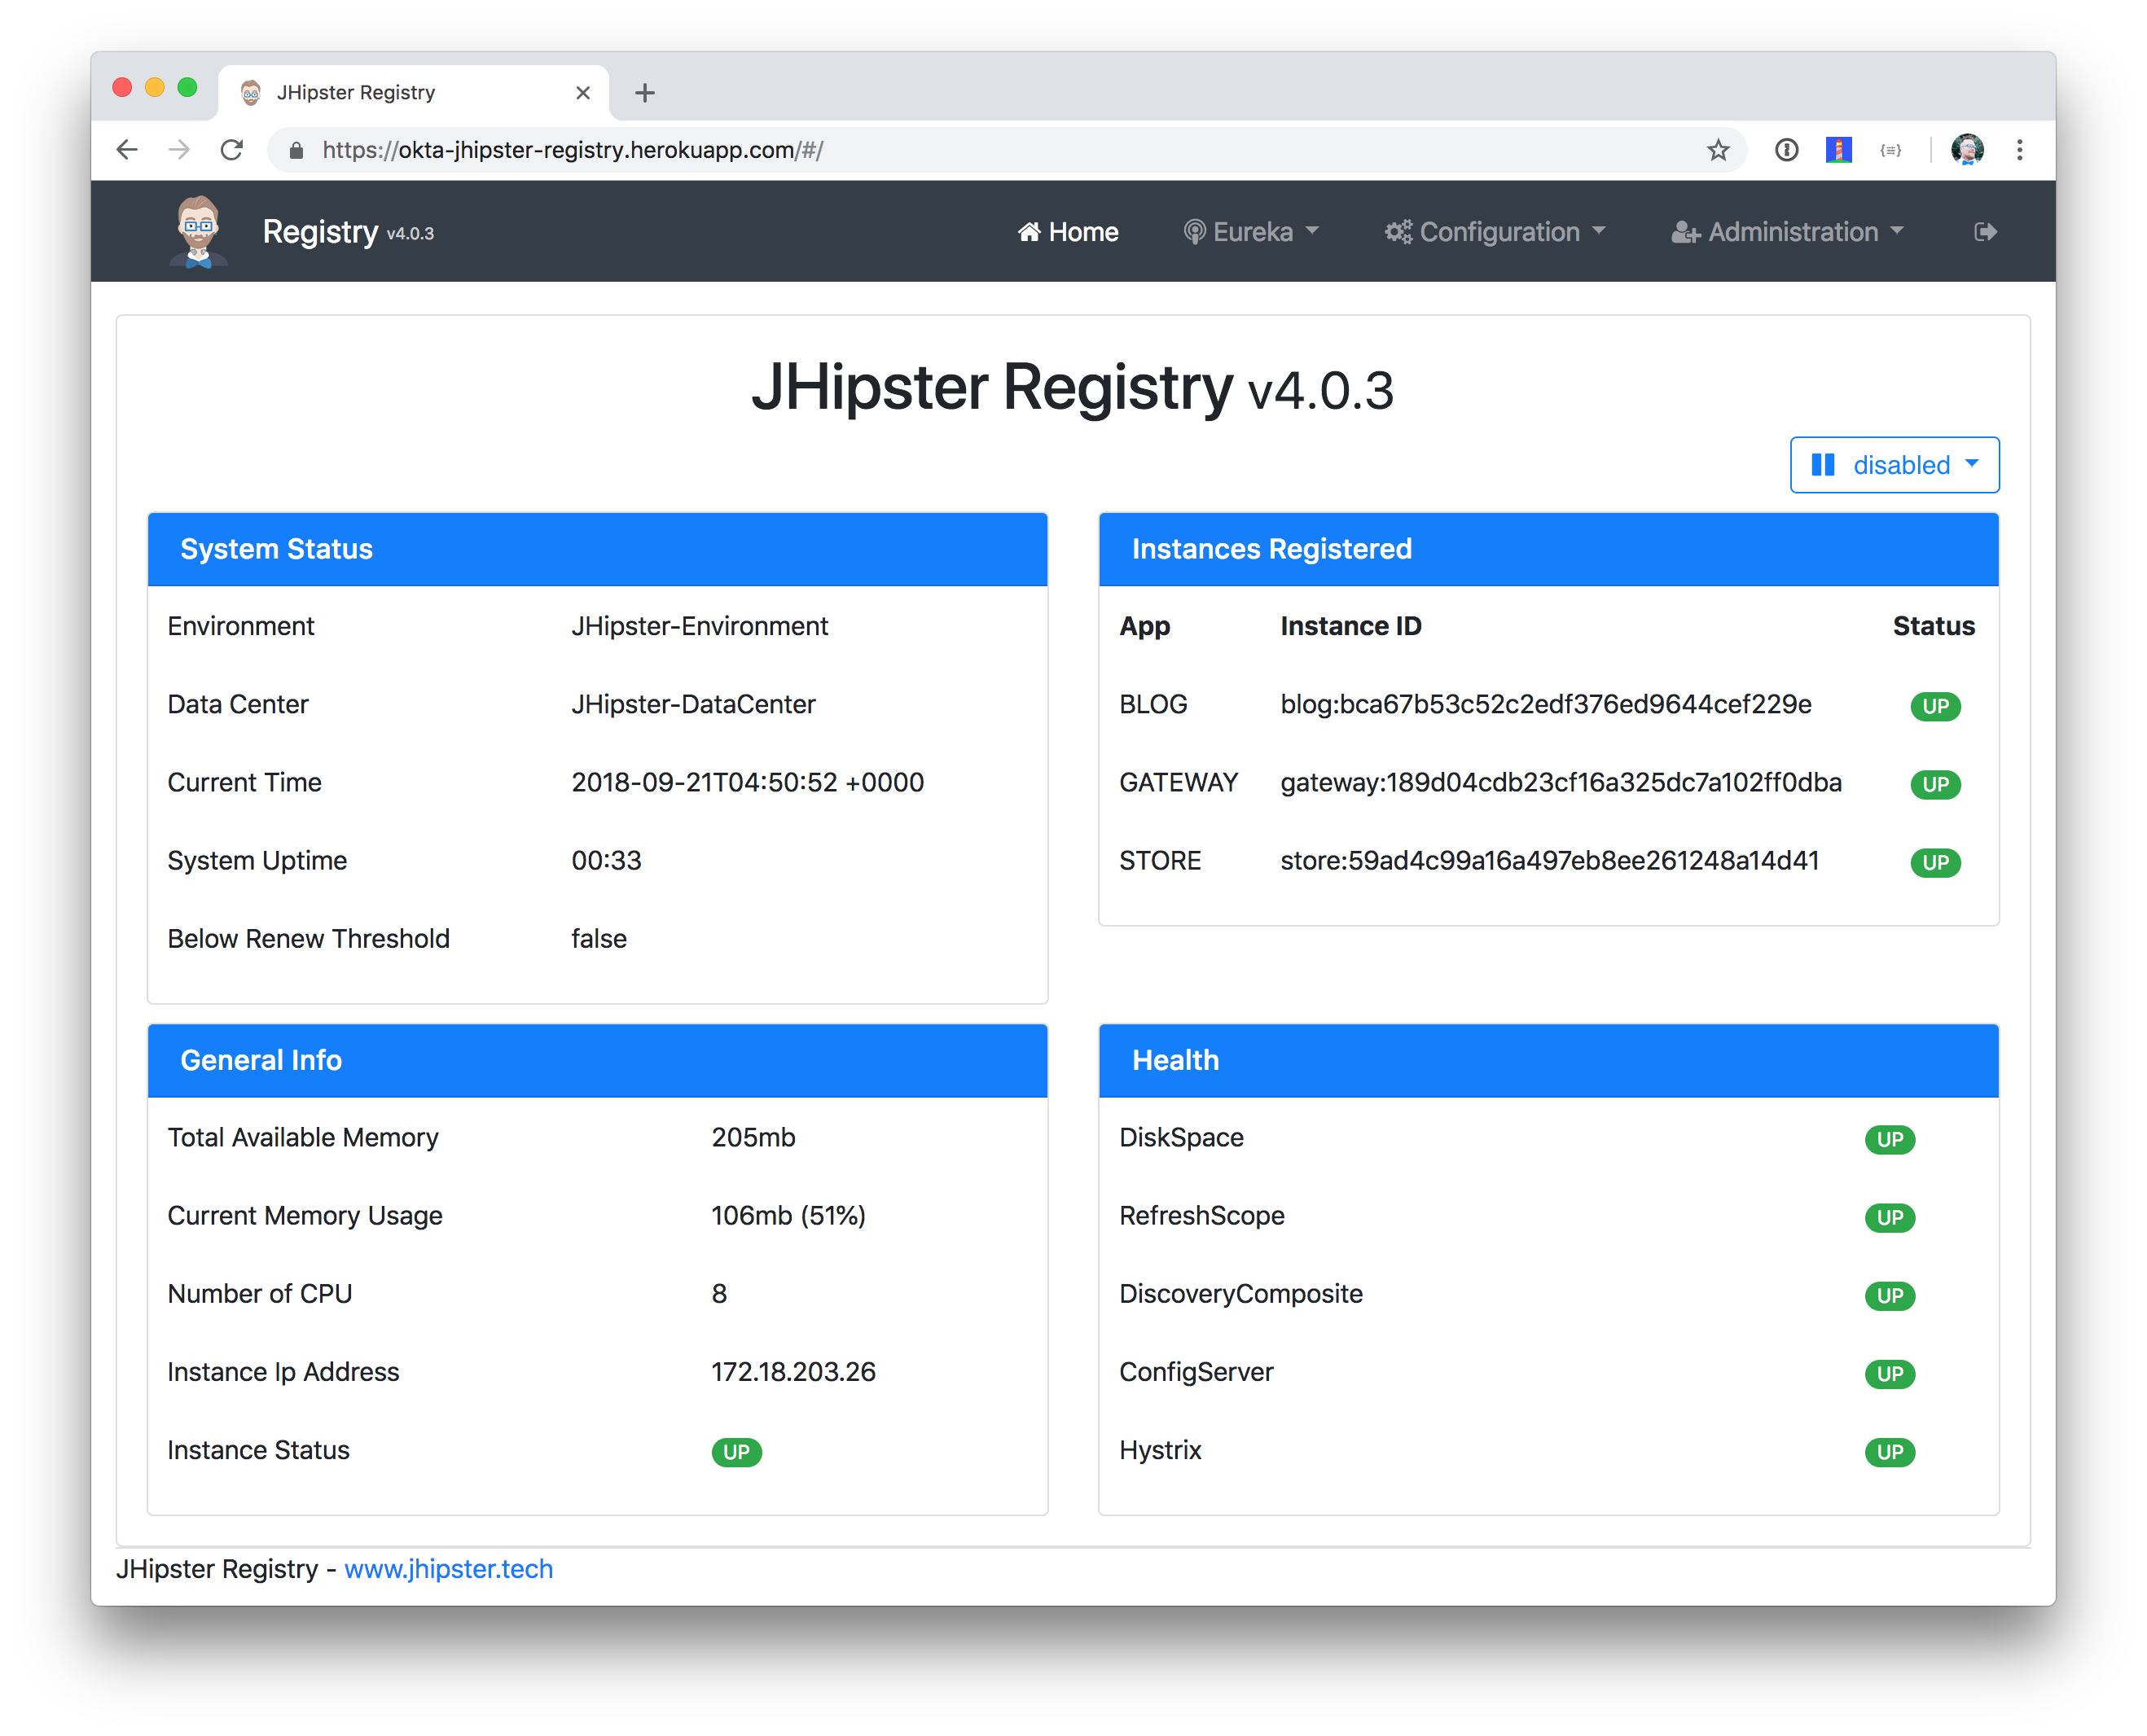 JHipster Registry
https://okta-jhipster-registry.herokuapp.com/#/
Registry v4.0.3
Home
Eureka
Configuration
Administration
JHipster Registry v4.0.3
disabled
System Status
Environment JHipster-Environment
Data Center JHipster-DataCenter
Current Time 2018-09-21T04:50:52 +0000
System Uptime 00:33
Below Renew Threshold false
Instances Registered
App Instance ID Status
BLOG blog:bca67b53c52c2edf376ed9644cef229e UP
GATEWAY gateway:189d04cdb23cf16a325dc7a102ff0dba UP
STORE store:59ad4c99a16a497eb8ee261248a14d41 UP
General Info
Total Available Memory 205mb
Current Memory Usage 106mb (51%)
Number of CPU 8
Instance Ip Address 172.18.203.26
Instance Status UP
Health
DiskSpace UP
RefreshScope UP
DiscoveryComposite UP
ConfigServer UP
Hystrix UP
JHipster Registry - www.jhipster.tech